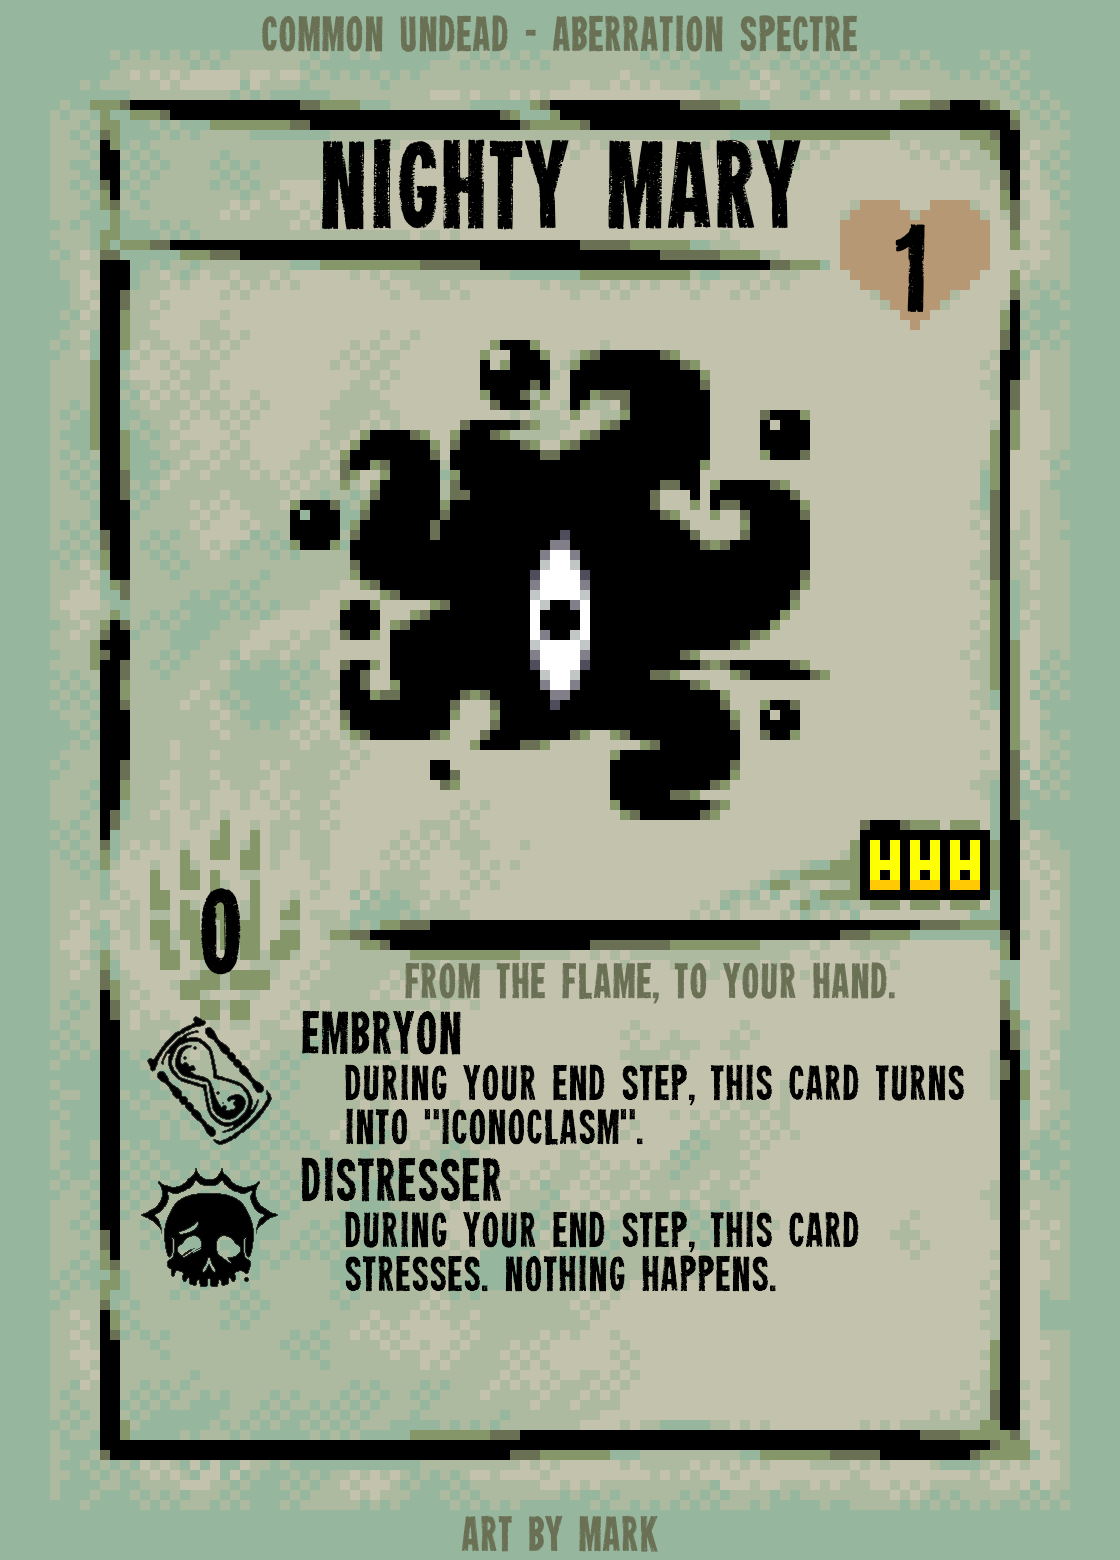 COMMON UNDEAD - ABERRATION SPECTRE
NIGHTY MARY
1
0
FROM THE FLAME, TO YOUR HAND.
EMBRYON
DURING YOUR END STEP, THIS CARD TURNS
INTO "ICONOCLASM".
DISTRESSER
DURING YOUR END STEP, THIS CARD
STRESSES. NOTHING HAPPENS.
ART BY MARK